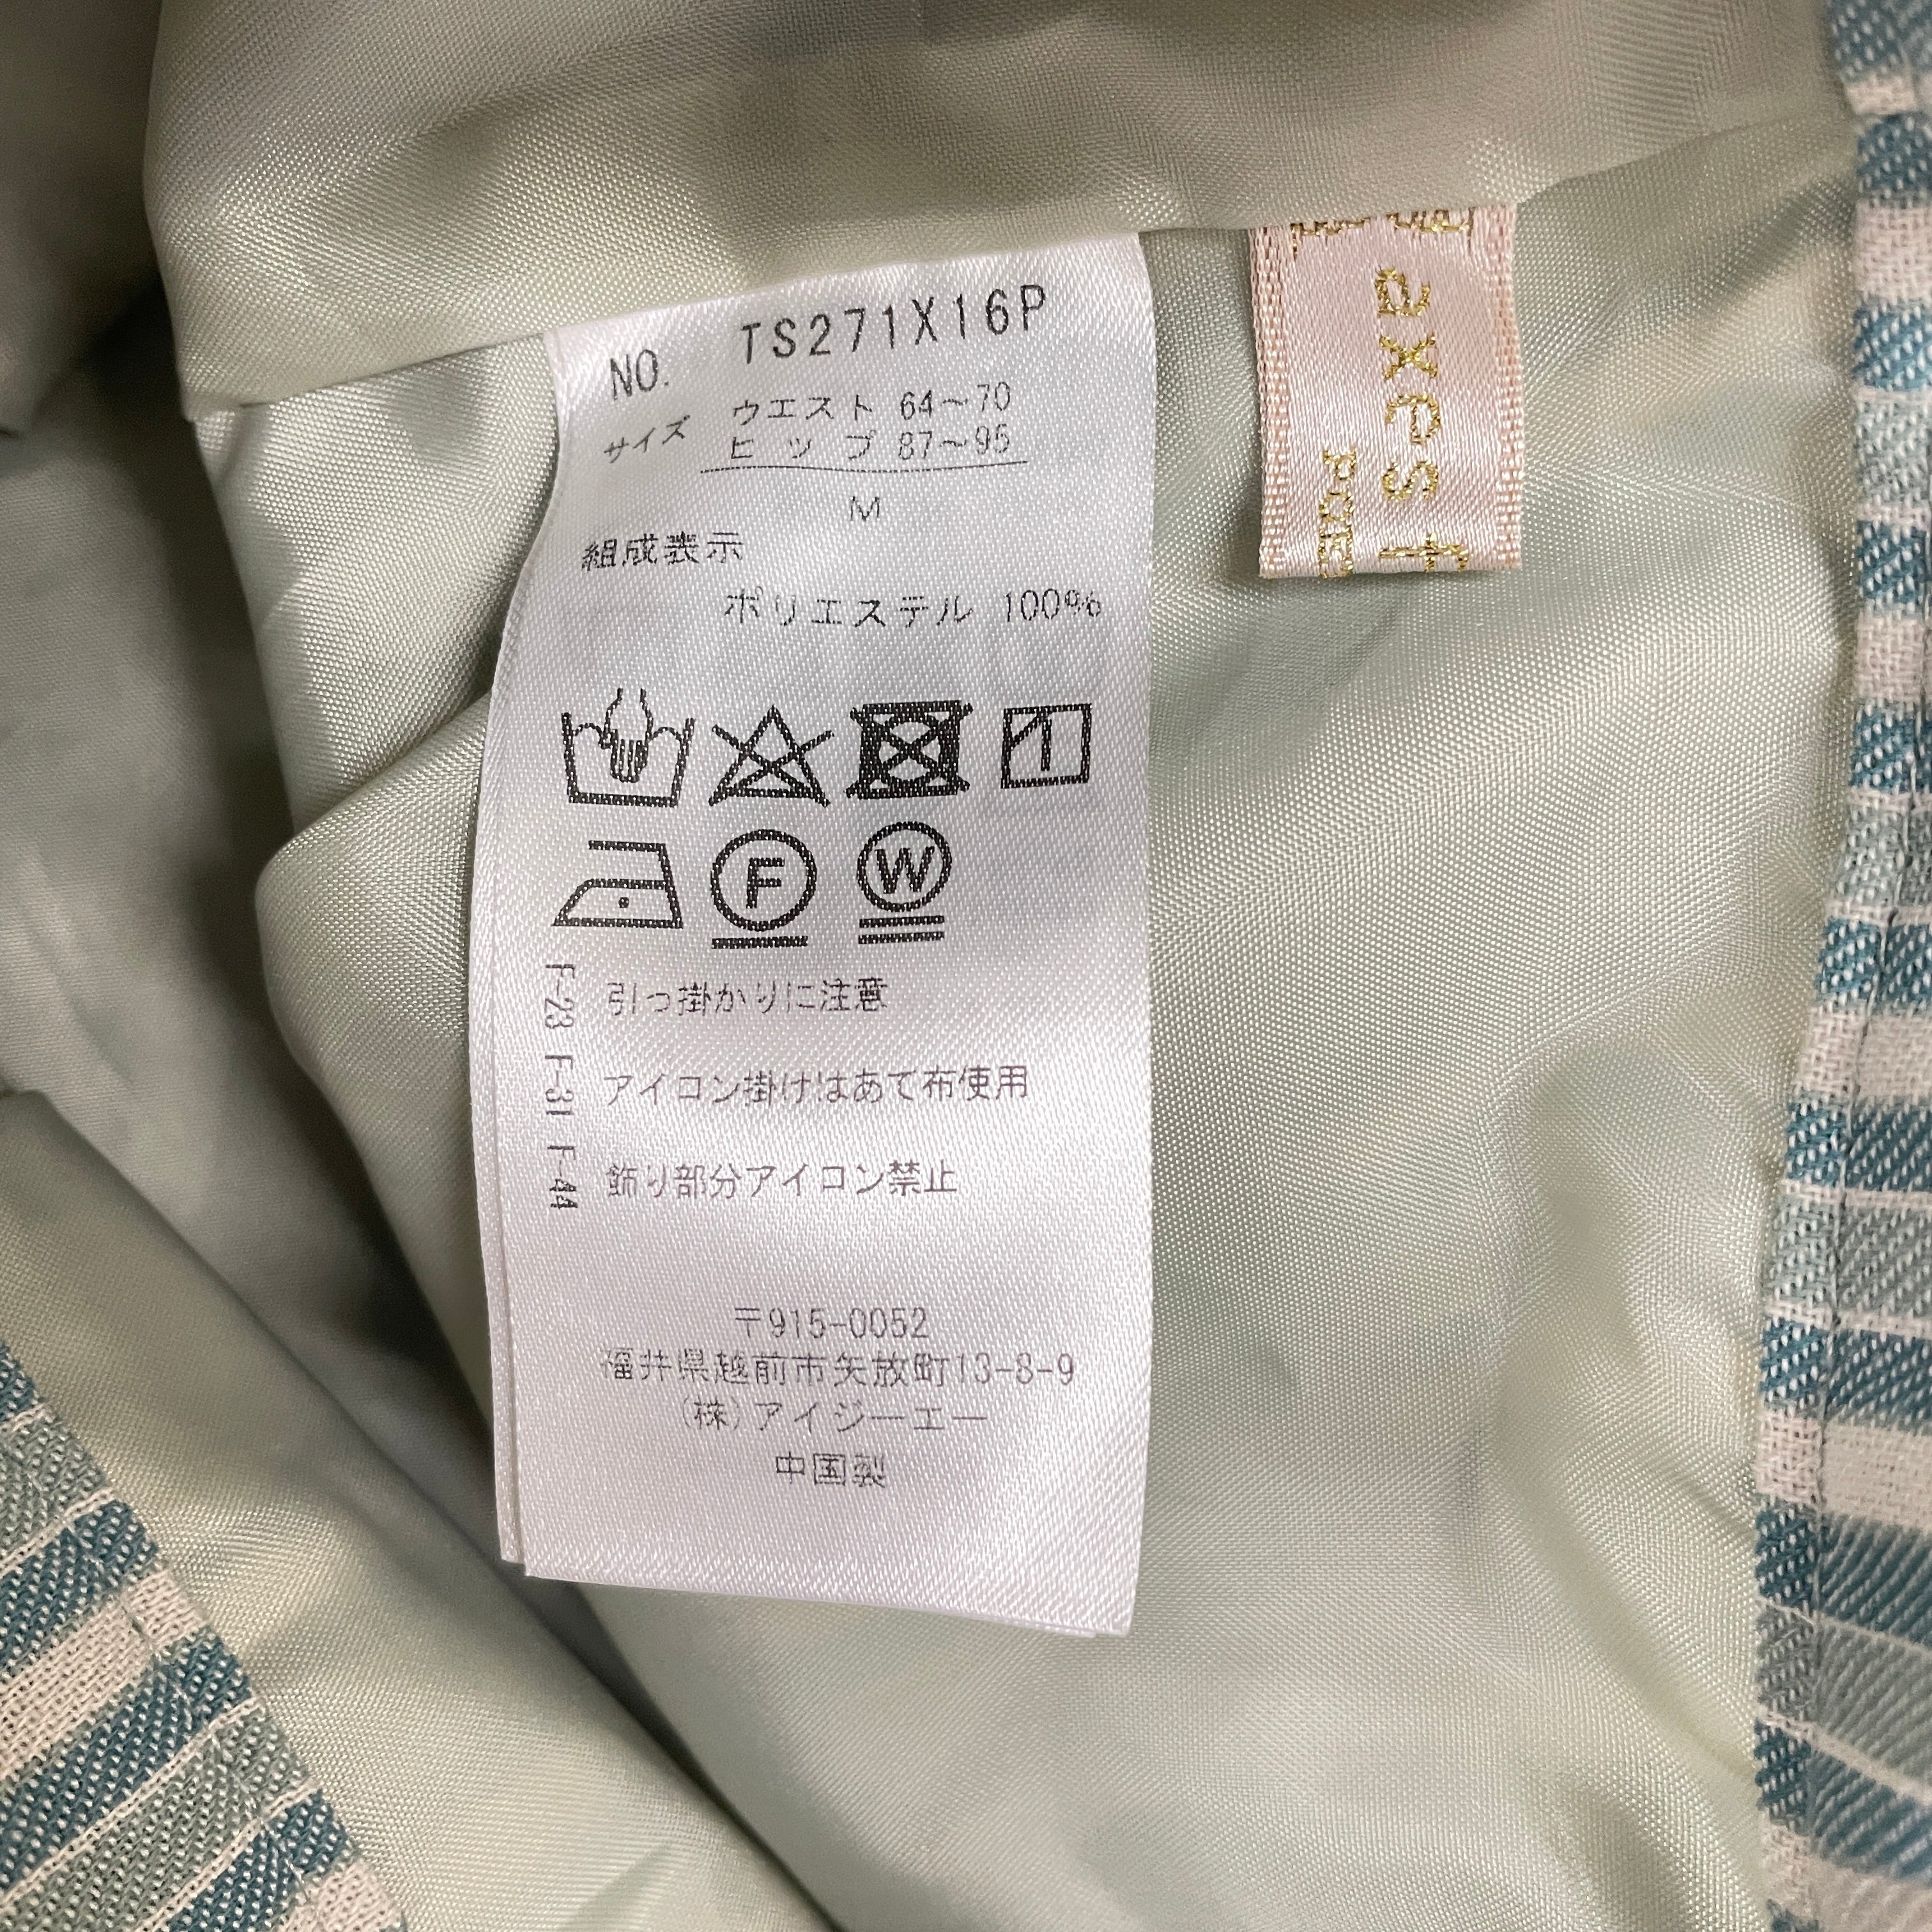 NO. TS271X16P
サイズ ウエスト 64~70
ヒップ 87~95
M
組成表示
ポリエステル 100%
F
W
引っ掛かりに注意
アイロン掛けはあて布使用
飾り部分アイロン禁止
F-23 F-31 F-44
〒915-0052
福井県越前市矢放町13-8-9
(株)アイジーエー
中国製
axes